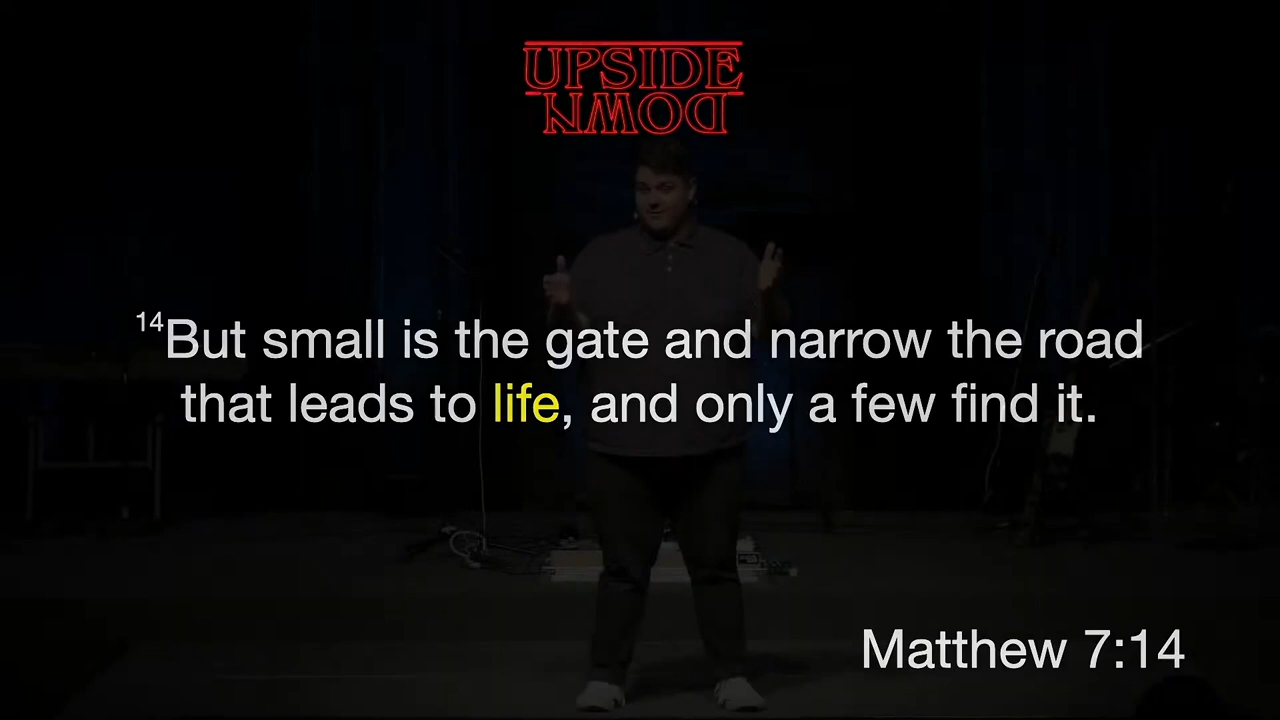 UPSIDE
DOWN
14But small is the gate and narrow the road
that leads to life, and only a few find it.
Matthew 7:14